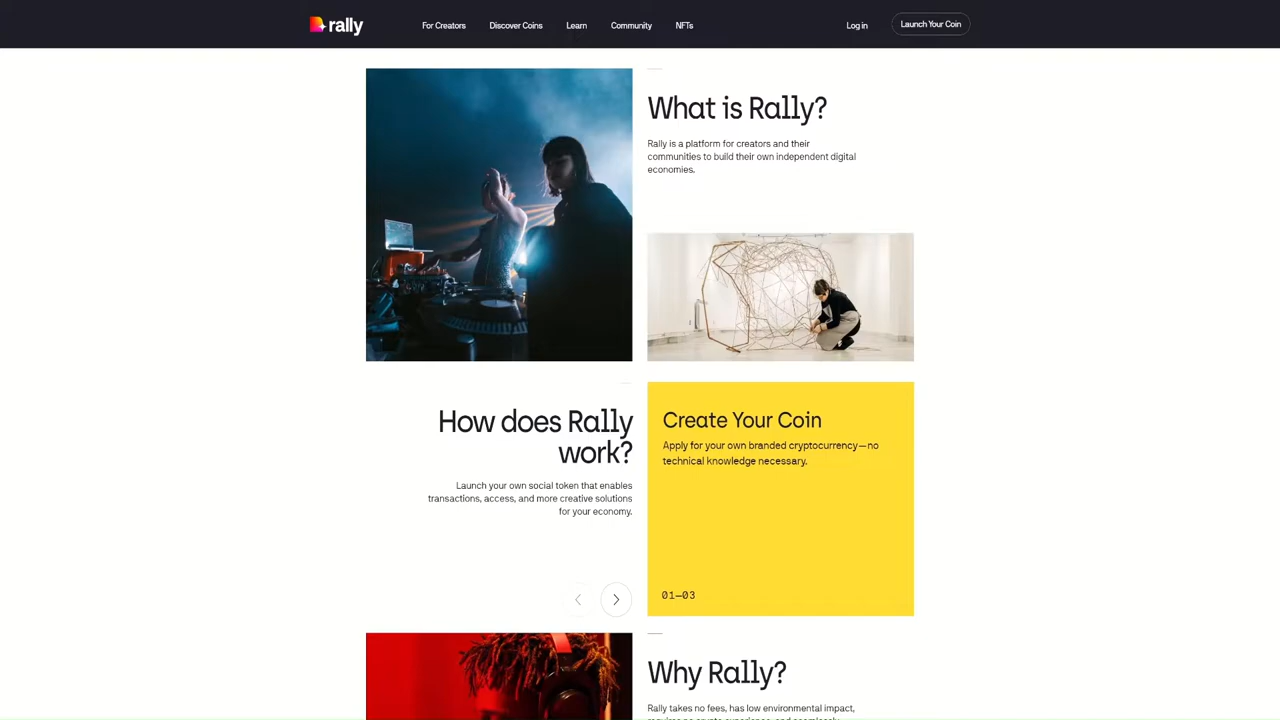 rally
For Creators
Discover Coins
Learn
Community
NFTs
Log in
Launch Your Coin
What is Rally?
Rally is a platform for creators and their
communities to build their own independent digital
economies.
How does Rally
work?
Launch your own social token that enables
transactions, access, and more creative solutions
for your economy.
Create Your Coin
Apply for your own branded cryptocurrency—no
technical knowledge necessary.
01—03
Why Rally?
Rally takes no fees, has low environmental impact,